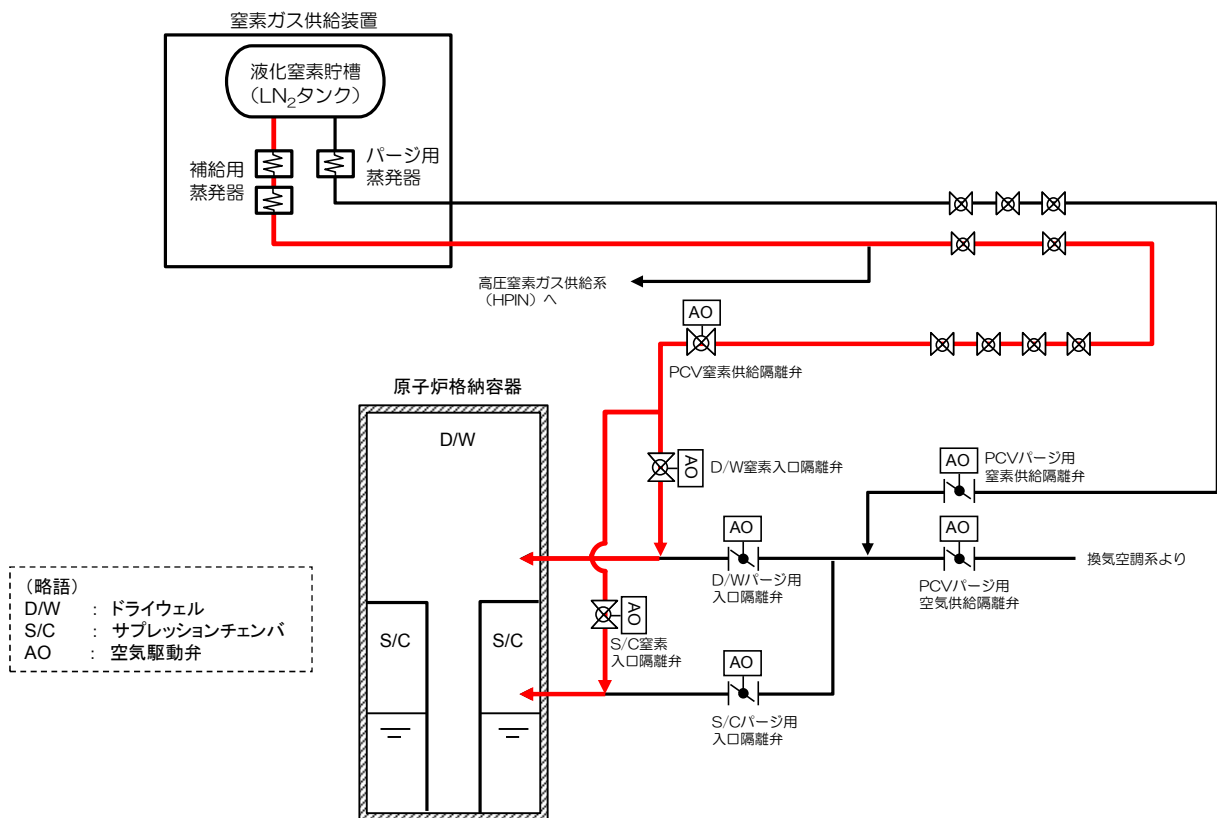 窒素ガス供給装置
液化窒素貯槽
（LN₂タンク）
補給用
蒸発器
パージ用
蒸発器
高圧窒素ガス供給系
（HPIN）へ
AO
PCV窒素供給隔離弁
原子炉格納容器
D/W
AO
D/W窒素入口隔離弁
AO
PCVパージ用
窒素供給隔離弁
AO
D/Wパージ用
入口隔離弁
AO
PCVパージ用
空気供給隔離弁
換気空調系より
S/C
S/C
AO
S/C窒素
入口隔離弁
AO
S/Cパージ用
入口隔離弁
（略語）
D/W : ドライウェル
S/C : サプレッションチェンバ
AO : 空気駆動弁